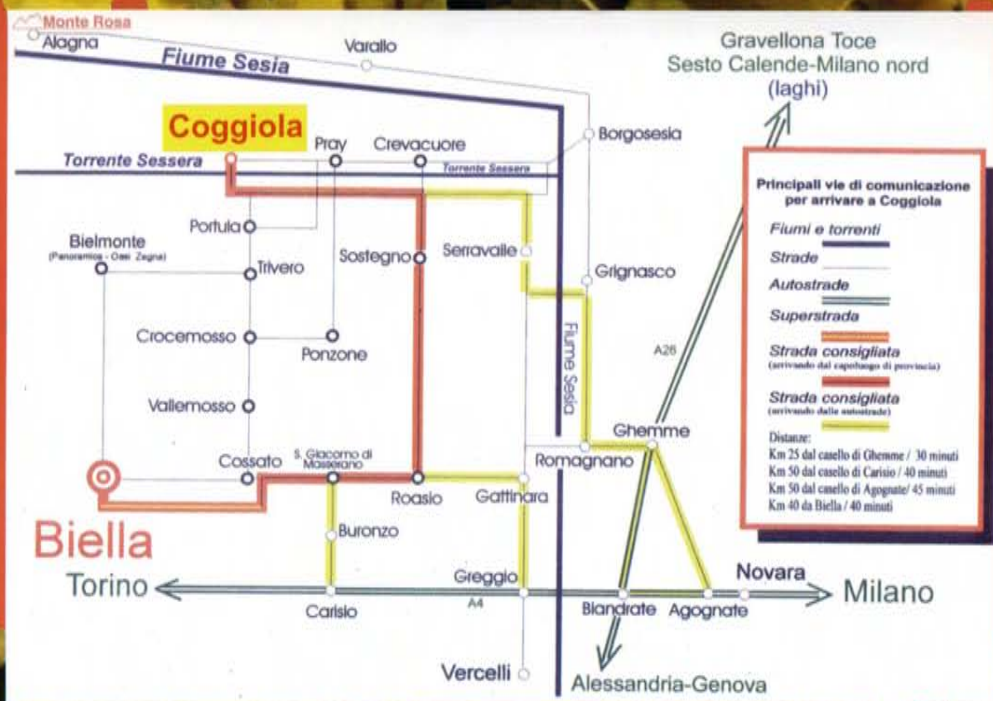 Monte Rosa
Alagna
Varallo
Fiume Sesia
Gravellona Toce
Sesto Calende-Milano nord
(laghi)
Coggiola
Pray
Crevacuore
Borgosesia
Torrente Sessera
Torrente Sessera
Portula
Bielmonte
(Panoramica - Oasi Zegna)
Trivero
Sostegno
Serravalle
Grignasco
Crocemosso
Ponzone
Fiume Sesia
A26
Vallemosso
Ghemme
Cossato
S. Giacomo di
Masserano
Roasio
Gattinara
Romagnano
Biella
Buronzo
Torino
Greggio
Novara
Milano
Carisio
A4
Biandrate
Agognate
Vercelli
Alessandria-Genova
Principali vie di comunicazione
per arrivare a Coggiola
Fiumi e torrenti
Strade
Autostrade
Superstrada
Strada consigliata
(arrivando dal capoluogo di provincia)
Strada consigliata
(arrivando dalle autostrade)
Distanze:
Km 25 dal casello di Ghemme / 30 minuti
Km 50 dal casello di Carisio / 40 minuti
Km 50 dal casello di Agognate/ 45 minuti
Km 40 da Biella / 40 minuti